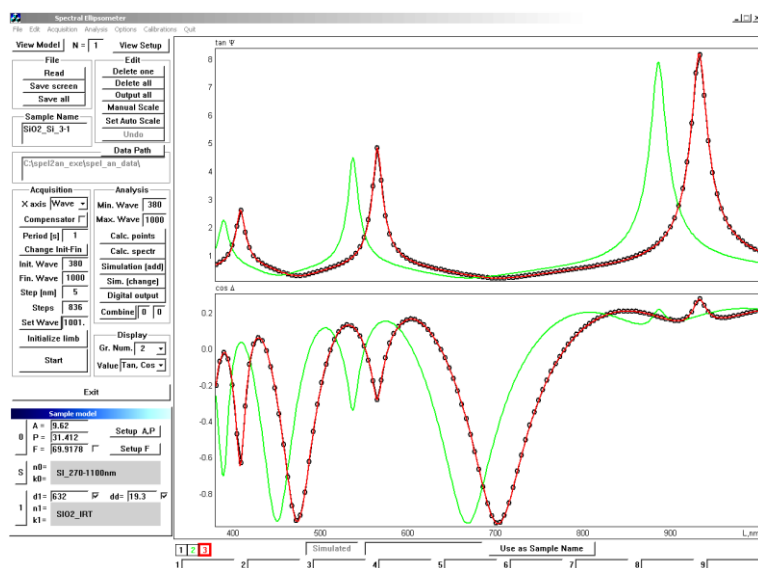 Spectral Ellipsometer
File Edit Acquisition Analysis Options Calibrations Quit
View Model N = 1 View Setup
File
Read
Save screen
Save all
Edit
Delete one
Delete all
Output all
Manual Scale
Set Auto Scale
Undo
Sample Name
SiO2_Si_3-1
Data Path
C:\spel2an_exe\spel_an_data\
Acquisition
X axis Wave
Compensator
Period [s] 1
Change Init-Fin
Init. Wave 380
Fin. Wave 1000
Step [nm] 5
Steps 836
Set Wave 1001.
Initialize limb
Start
Analysis
Min. Wave 380
Max. Wave 1000
Calc. points
Calc. spectr
Simulation [add]
Sim. (change)
Digital output
Combine 0 0
Display
Gr. Num. 2
Value Tan, Cos
Exit
Sample model
0
A = 9.62
P = 31.412
F = 69.9178
Setup A,P
Setup F
S
n0=
k0=
SI_270-1100nm
1
d1= 632 dd= 19.3
n1=
k1=
SIO2_IRT
tan Ψ
8
7
6
5
4
3
2
1
cos Δ
0.2
0.0
-0.2
-0.4
-0.6
-0.8
400 500 600 700 800 900 L,nm
1 2 3 Simulated Use as Sample Name
1 2 3 4 5 6 7 8 9